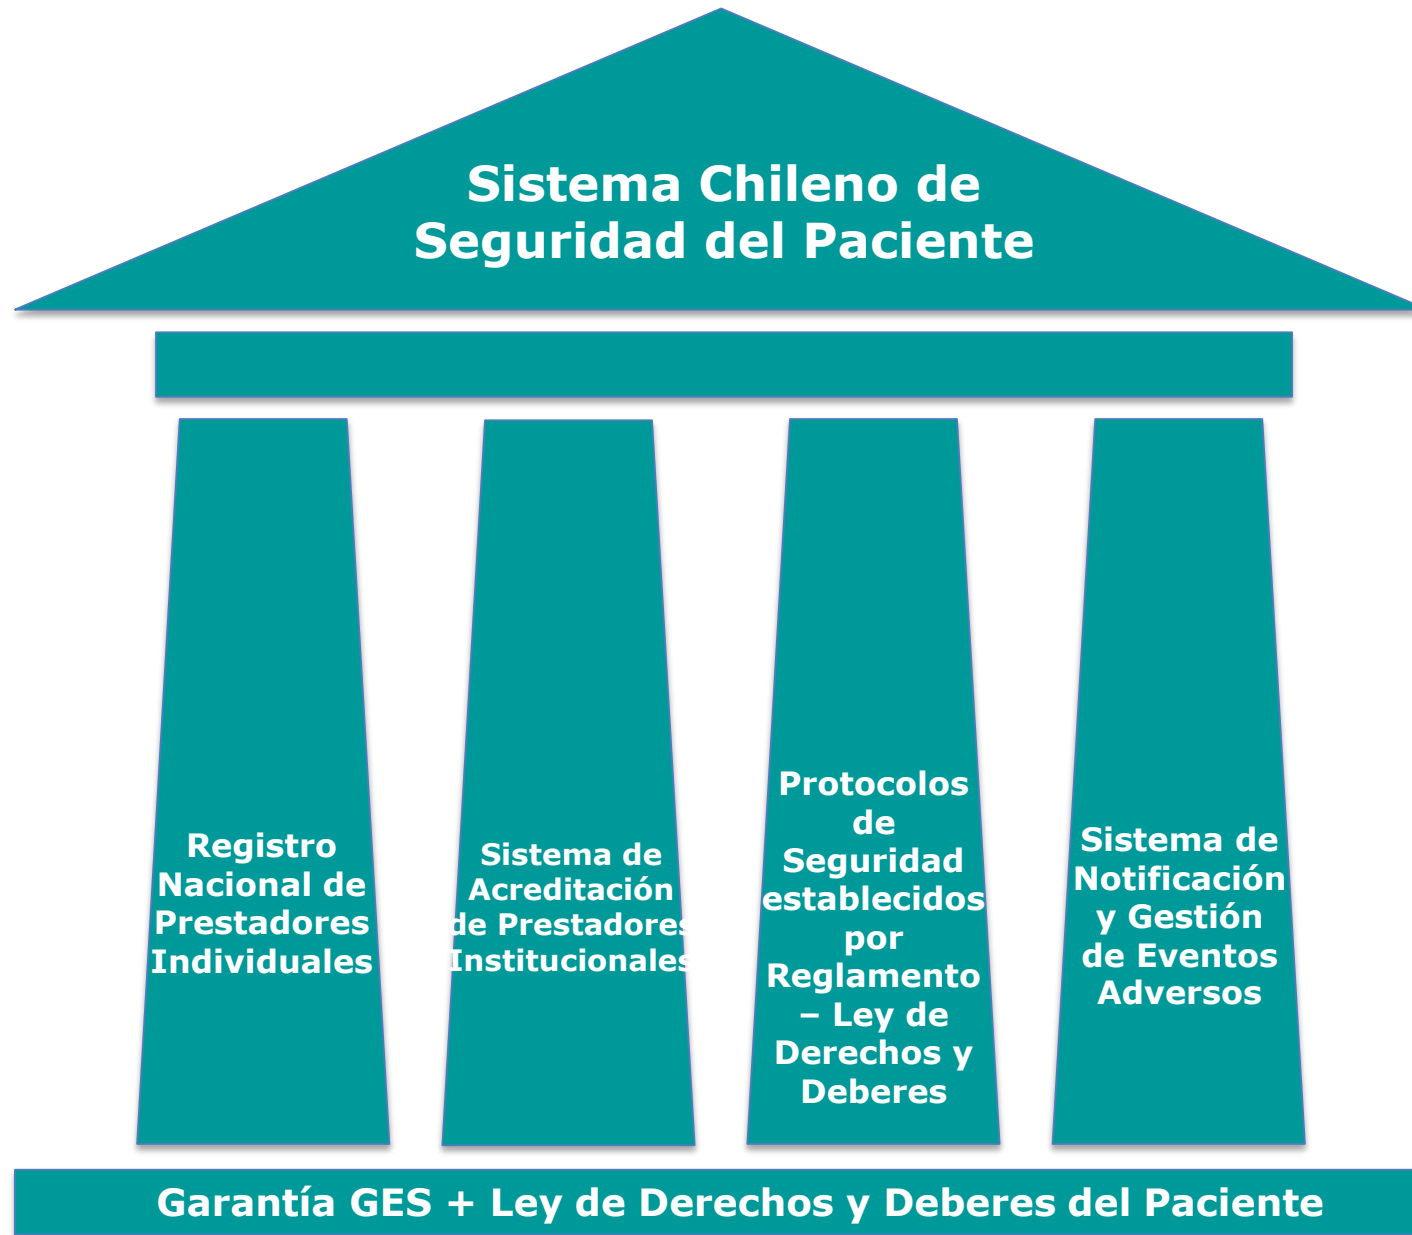 Sistema Chileno de
Seguridad del Paciente
Registro
Nacional de
Prestadores
Individuales
Sistema de
Acreditación
de Prestadores
Institucionales
Protocolos
de
Seguridad
establecidos
por
Reglamento
– Ley de
Derechos y
Deberes
Sistema de
Notificación
y Gestión
de Eventos
Adversos
Garantía GES + Ley de Derechos y Deberes del Paciente